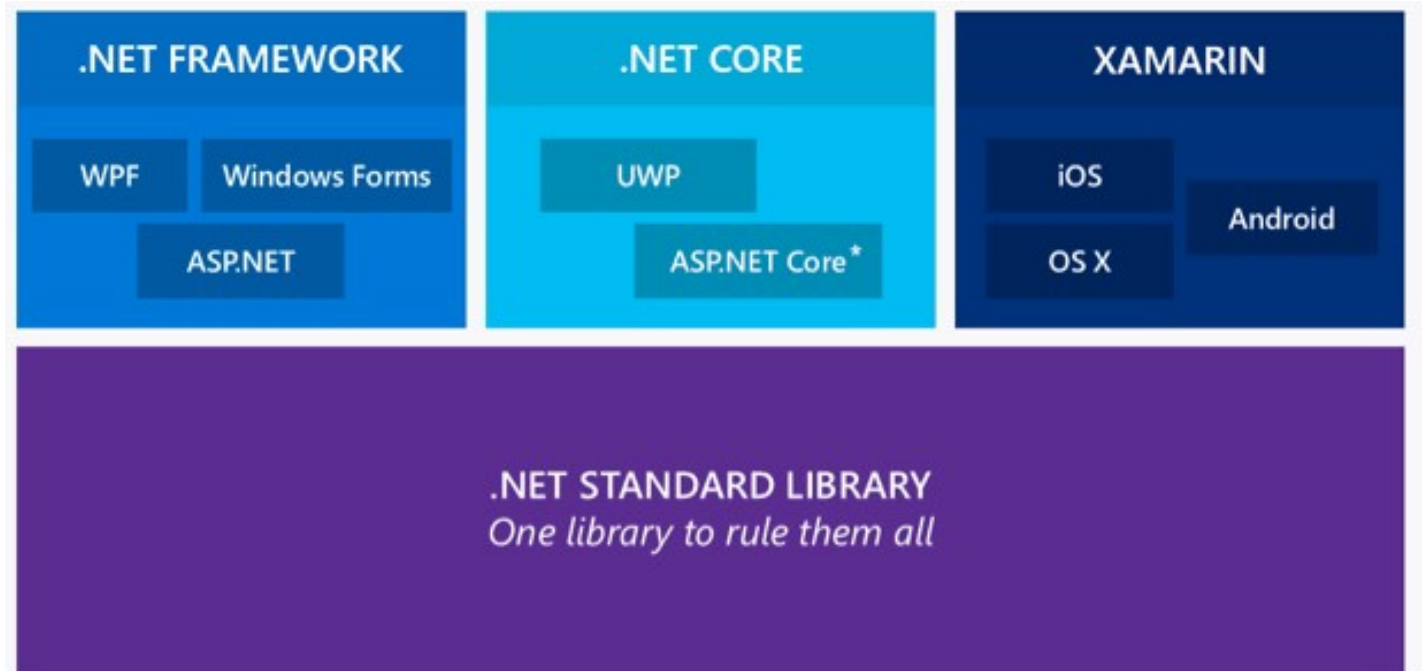 .NET FRAMEWORK
WPF
Windows Forms
ASP.NET
.NET CORE
UWP
ASP.NET Core*
XAMARIN
iOS
Android
OS X
.NET STANDARD LIBRARY
One library to rule them all